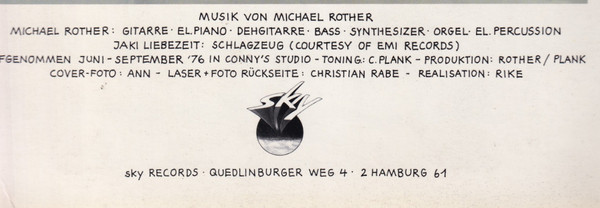 MUSIK VON MICHAEL ROTHER
MICHAEL ROTHER: GITARRE · EL.PIANO · DEHGITARRE · BASS · SYNTHESIZER · ORGEL · EL. PERCUSSION
JAKI LIEBEZEIT: SCHLAGZEUG (COURTESY OF EMI RECORDS)
FGENOMMEN JUNI - SEPTEMBER '76 IN CONNY'S STUDIO - TONING: C. PLANK - PRODUKTION: ROTHER / PLANK
COVER-FOTO: ANN - LASER + FOTO RÜCKSEITE: CHRISTIAN RABE - REALISATION: RIKE
sky
sky RECORDS · QUEDLINBURGER WEG 4 · 2 HAMBURG 61